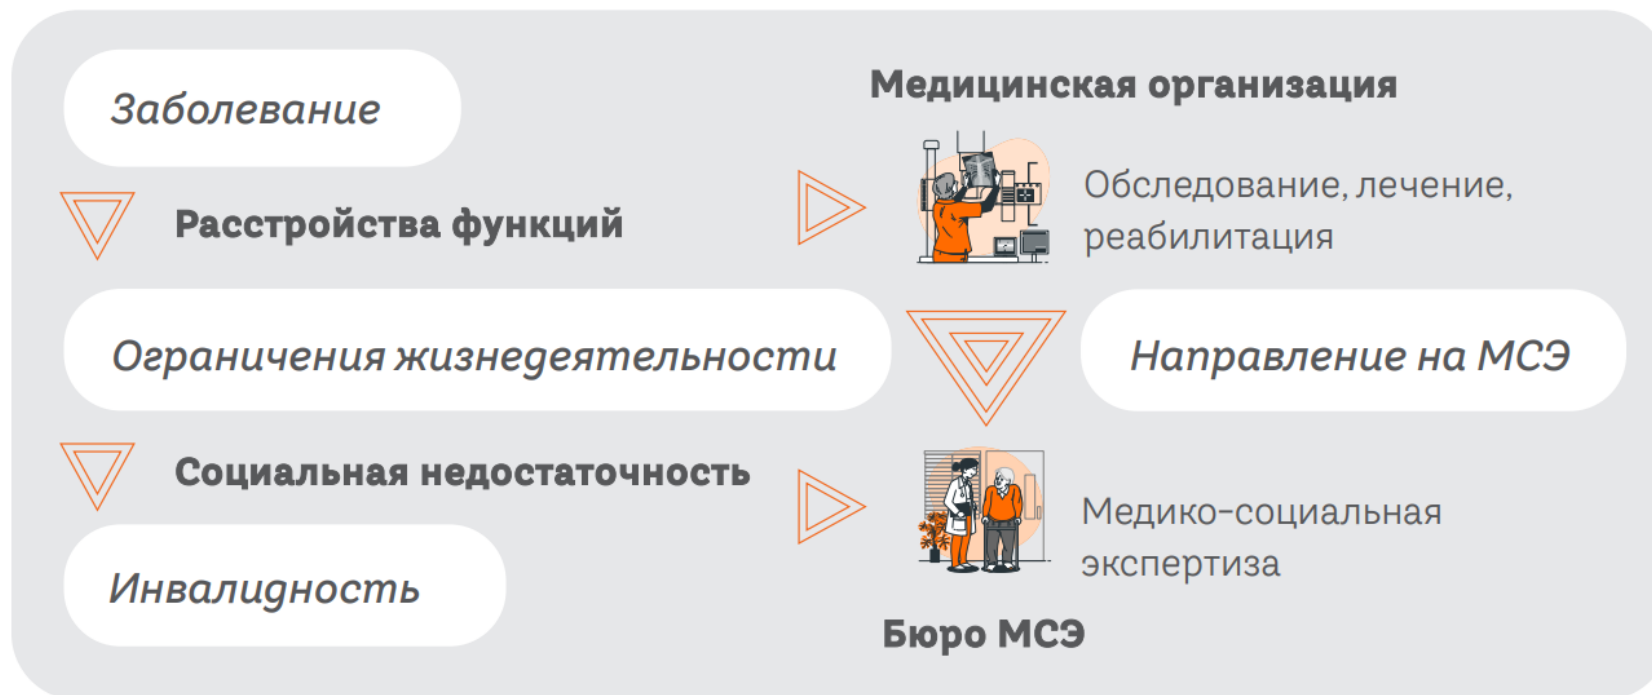 Заболевание
Расстройства функций
Ограничения жизнедеятельности
Социальная недостаточность
Инвалидность
Медицинская организация
Обследование, лечение,
реабилитация
Направление на МСЭ
Медико-социальная
экспертиза
Бюро МСЭ